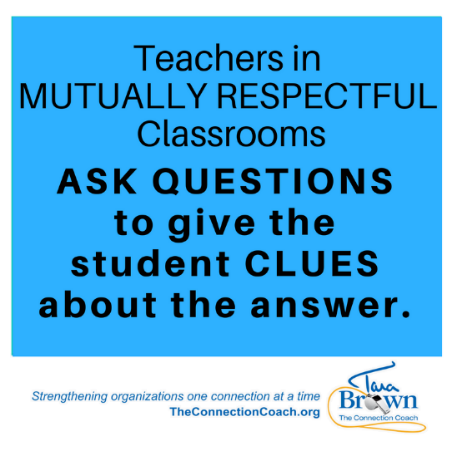 Teachers in
MUTUALLY RESPECTFUL
Classrooms
ASK QUESTIONS
to give the
student CLUES
about the answer.
Strengthening organizations one connection at a time
TheConnectionCoach.org
Tara
Brown
The Connection Coach